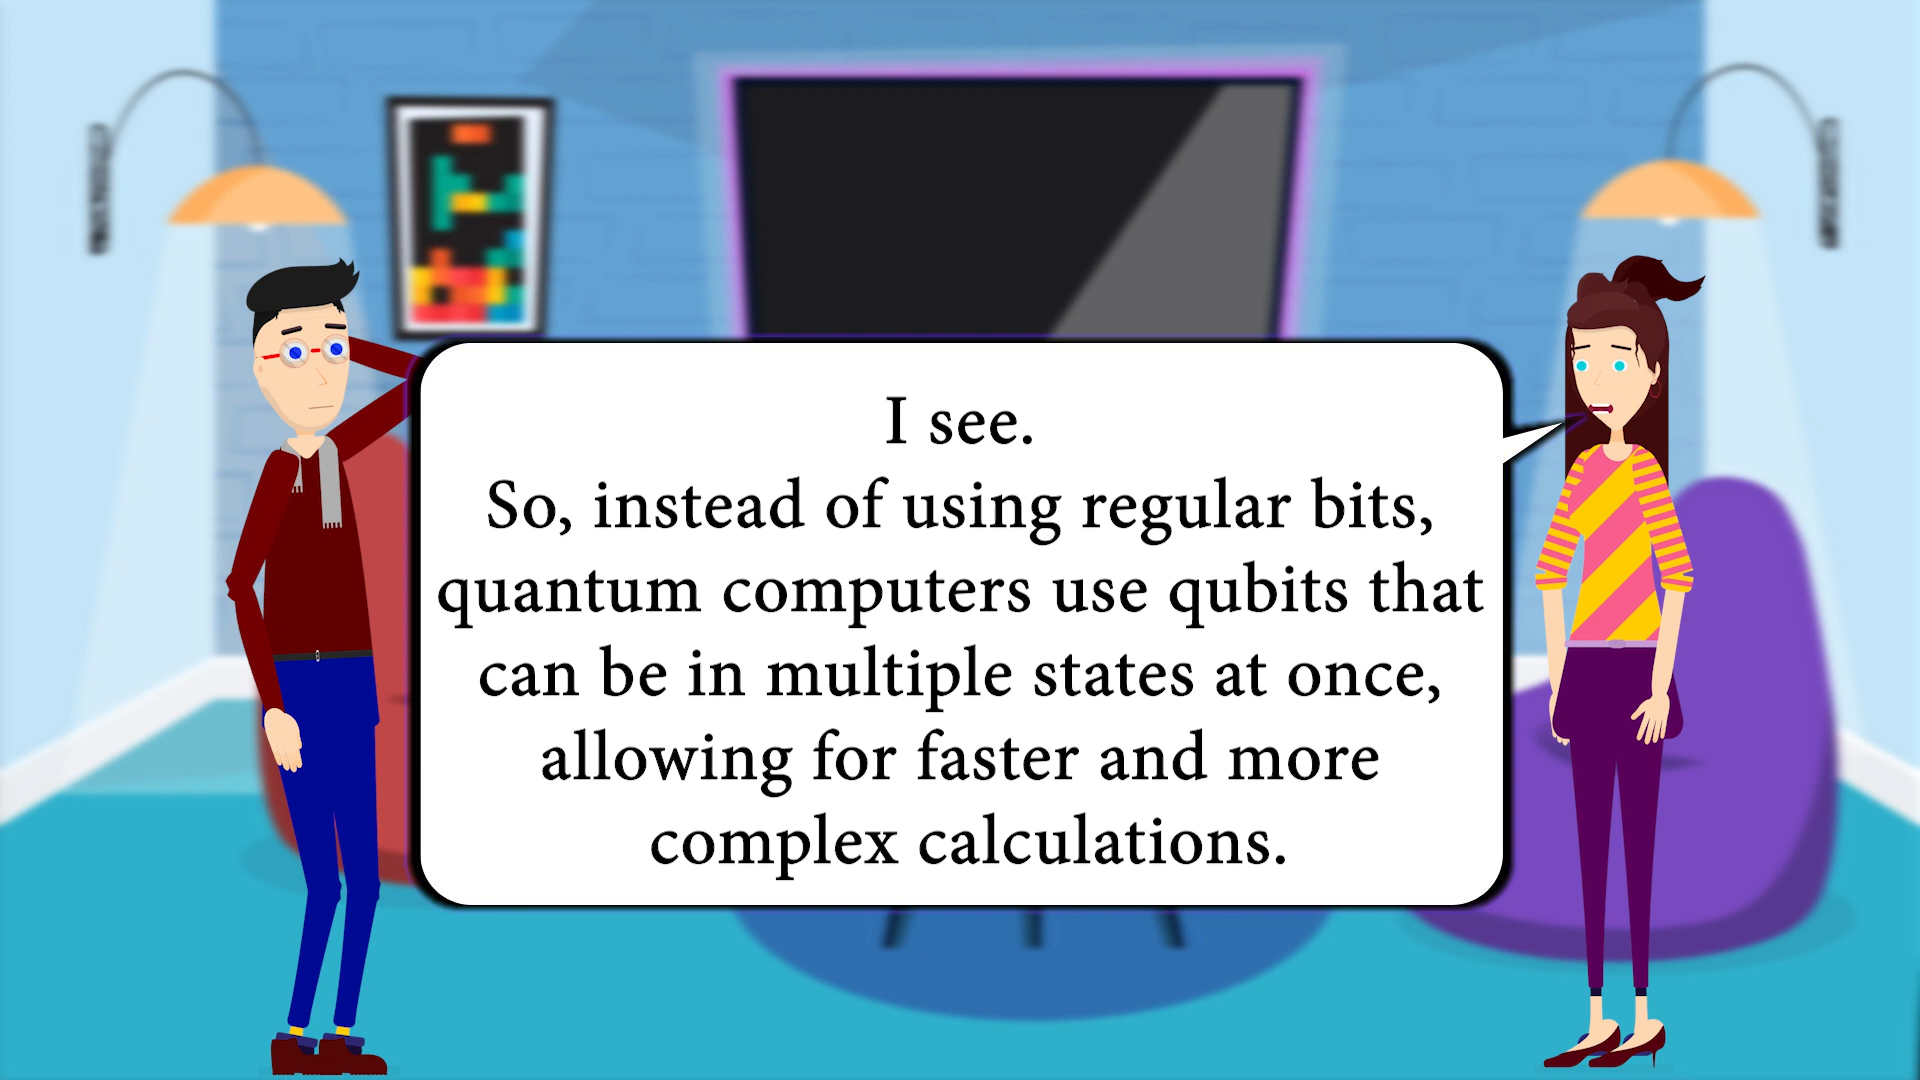 I see.
So, instead of using regular bits,
quantum computers use qubits that
can be in multiple states at once,
allowing for faster and more
complex calculations.